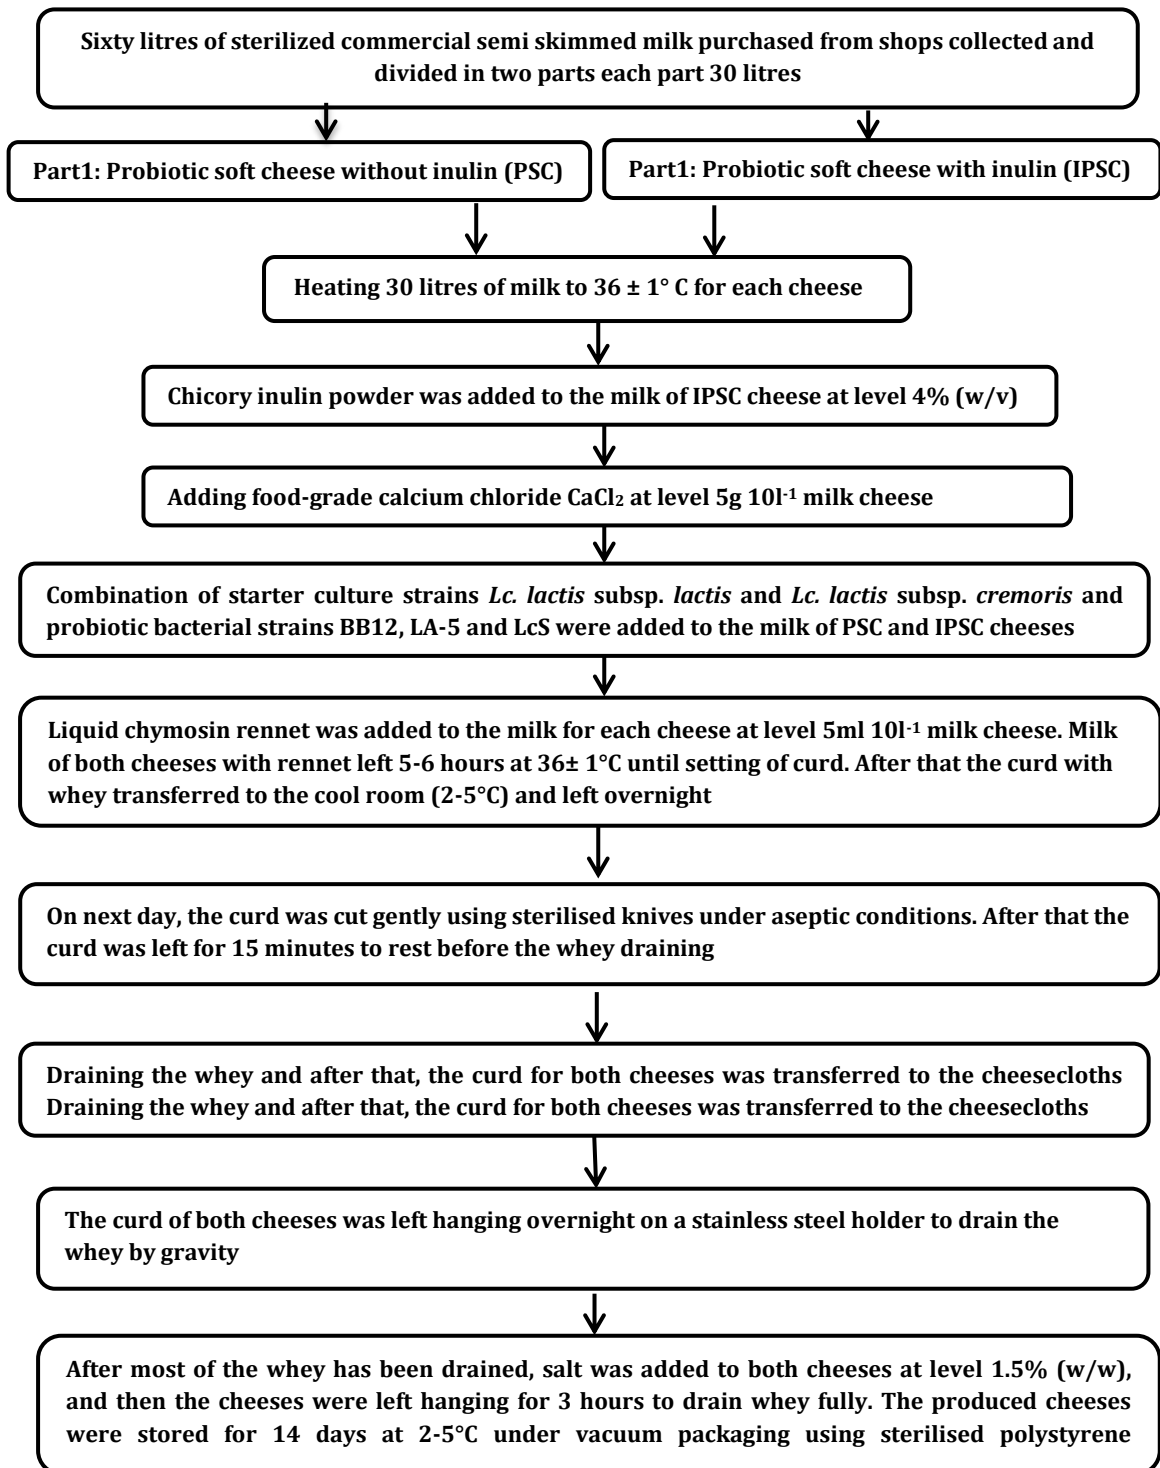 Sixty litres of sterilized commercial semi skimmed milk purchased from shops collected and
divided in two parts each part 30 litres
Part1: Probiotic soft cheese without inulin (PSC)
Part1: Probiotic soft cheese with inulin (IPSC)
Heating 30 litres of milk to 36 ± 1° C for each cheese
Chicory inulin powder was added to the milk of IPSC cheese at level 4% (w/v)
Adding food-grade calcium chloride CaCl₂ at level 5g 10l⁻¹ milk cheese
Combination of starter culture strains Lc. lactis subsp. lactis and Lc. lactis subsp. cremoris and
probiotic bacterial strains BB12, LA-5 and LcS were added to the milk of PSC and IPSC cheeses
Liquid chymosin rennet was added to the milk for each cheese at level 5ml 10l⁻¹ milk cheese. Milk
of both cheeses with rennet left 5-6 hours at 36± 1°C until setting of curd. After that the curd with
whey transferred to the cool room (2-5°C) and left overnight
On next day, the curd was cut gently using sterilised knives under aseptic conditions. After that the
curd was left for 15 minutes to rest before the whey draining
Draining the whey and after that, the curd for both cheeses was transferred to the cheesecloths
Draining the whey and after that, the curd for both cheeses was transferred to the cheesecloths
The curd of both cheeses was left hanging overnight on a stainless steel holder to drain the
whey by gravity
After most of the whey has been drained, salt was added to both cheeses at level 1.5% (w/w),
and then the cheeses were left hanging for 3 hours to drain whey fully. The produced cheeses
were stored for 14 days at 2-5°C under vacuum packaging using sterilised polystyrene